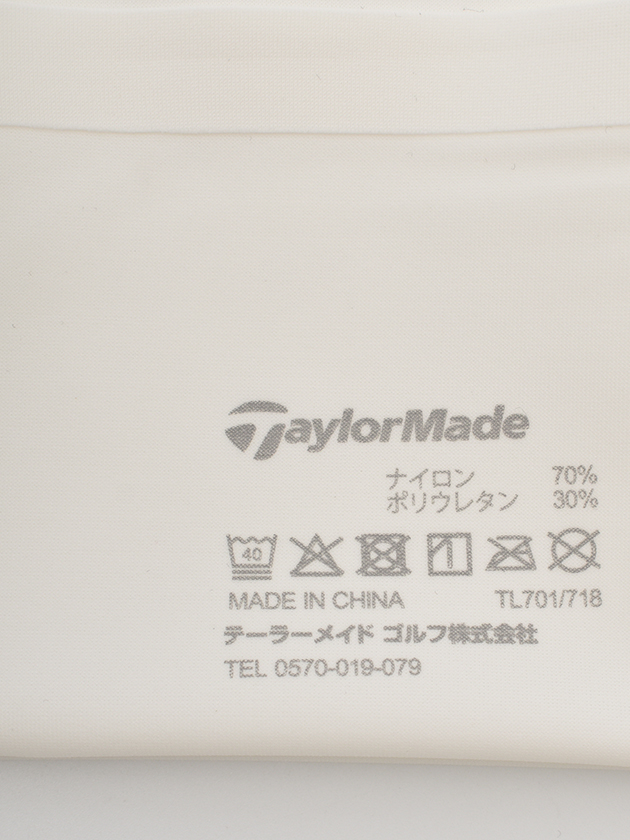 TaylorMade
ナイロン 70%
ポリウレタン 30%
40
MADE IN CHINA TL701/718
テーラーメイド ゴルフ株式会社
TEL 0570-019-079